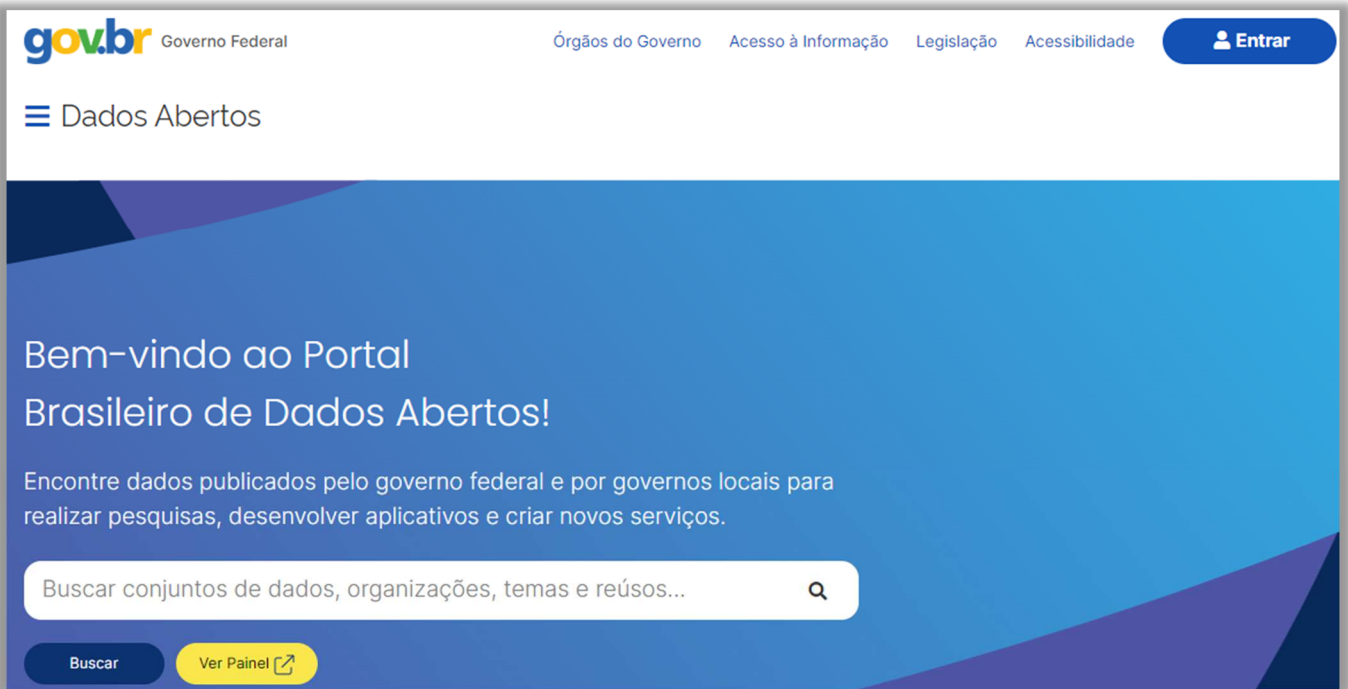 gov.br Governo Federal Órgãos do Governo Acesso à Informação Legislação Acessibilidade Entrar
Dados Abertos
Bem-vindo ao Portal
Brasileiro de Dados Abertos!
Encontre dados publicados pelo governo federal e por governos locais para
realizar pesquisas, desenvolver aplicativos e criar novos serviços.
Buscar conjuntos de dados, organizações, temas e reúsos...
Buscar Ver Painel